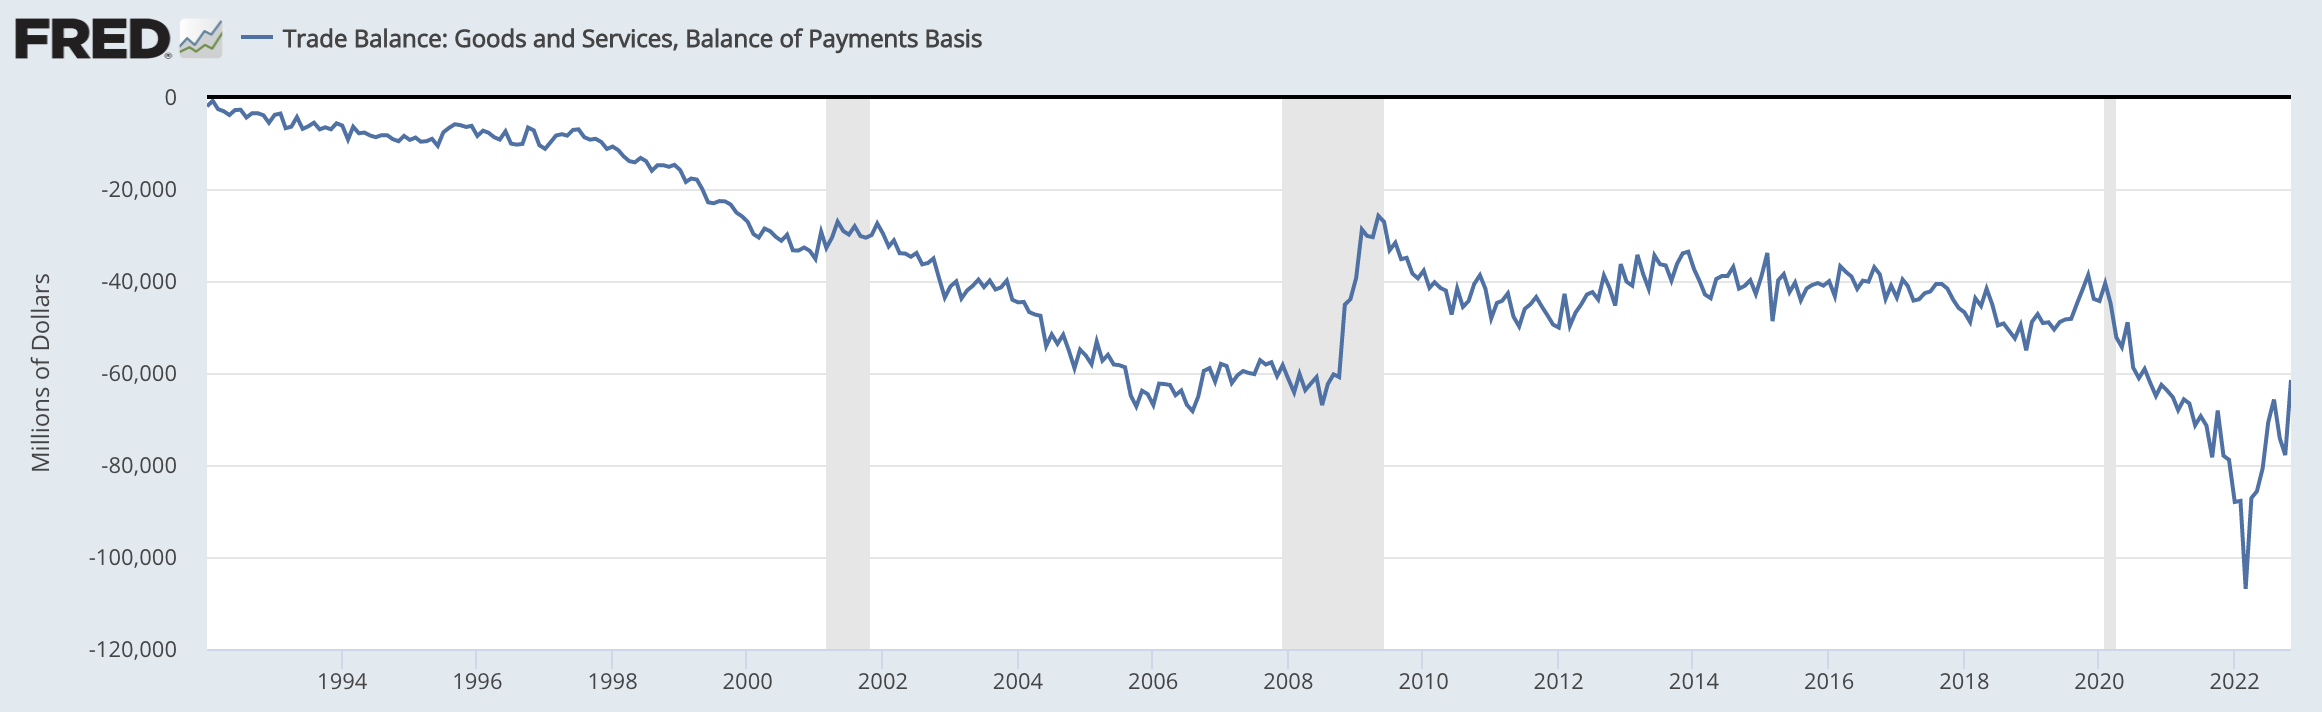 FRED® Trade Balance: Goods and Services, Balance of Payments Basis
0
-20,000
-40,000
-60,000
-80,000
-100,000
-120,000
Millions of Dollars
1994 1996 1998 2000 2002 2004 2006 2008 2010 2012 2014 2016 2018 2020 2022